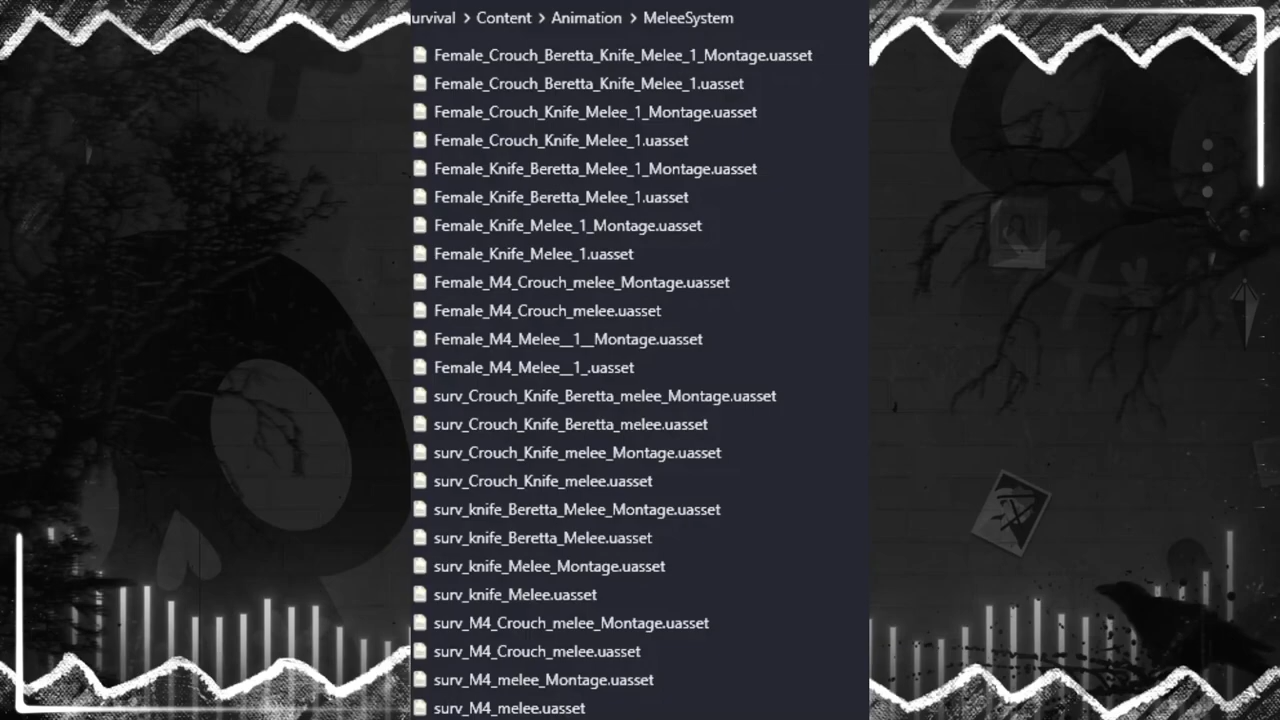 urvival > Content > Animation > MeleeSystem
Female_Crouch_Beretta_Knife_Melee_1_Montage.uasset
Female_Crouch_Beretta_Knife_Melee_1.uasset
Female_Crouch_Knife_Melee_1_Montage.uasset
Female_Crouch_Knife_Melee_1.uasset
Female_Knife_Beretta_Melee_1_Montage.uasset
Female_Knife_Beretta_Melee_1.uasset
Female_Knife_Melee_1_Montage.uasset
Female_Knife_Melee_1.uasset
Female_M4_Crouch_melee_Montage.uasset
Female_M4_Crouch_melee.uasset
Female_M4_Melee__1__Montage.uasset
Female_M4_Melee__1_.uasset
surv_Crouch_Knife_Beretta_melee_Montage.uasset
surv_Crouch_Knife_Beretta_melee.uasset
surv_Crouch_Knife_melee_Montage.uasset
surv_Crouch_Knife_melee.uasset
surv_knife_Beretta_Melee_Montage.uasset
surv_knife_Beretta_Melee.uasset
surv_knife_Melee_Montage.uasset
surv_knife_Melee.uasset
surv_M4_Crouch_melee_Montage.uasset
surv_M4_Crouch_melee.uasset
surv_M4_melee_Montage.uasset
surv_M4_melee.uasset